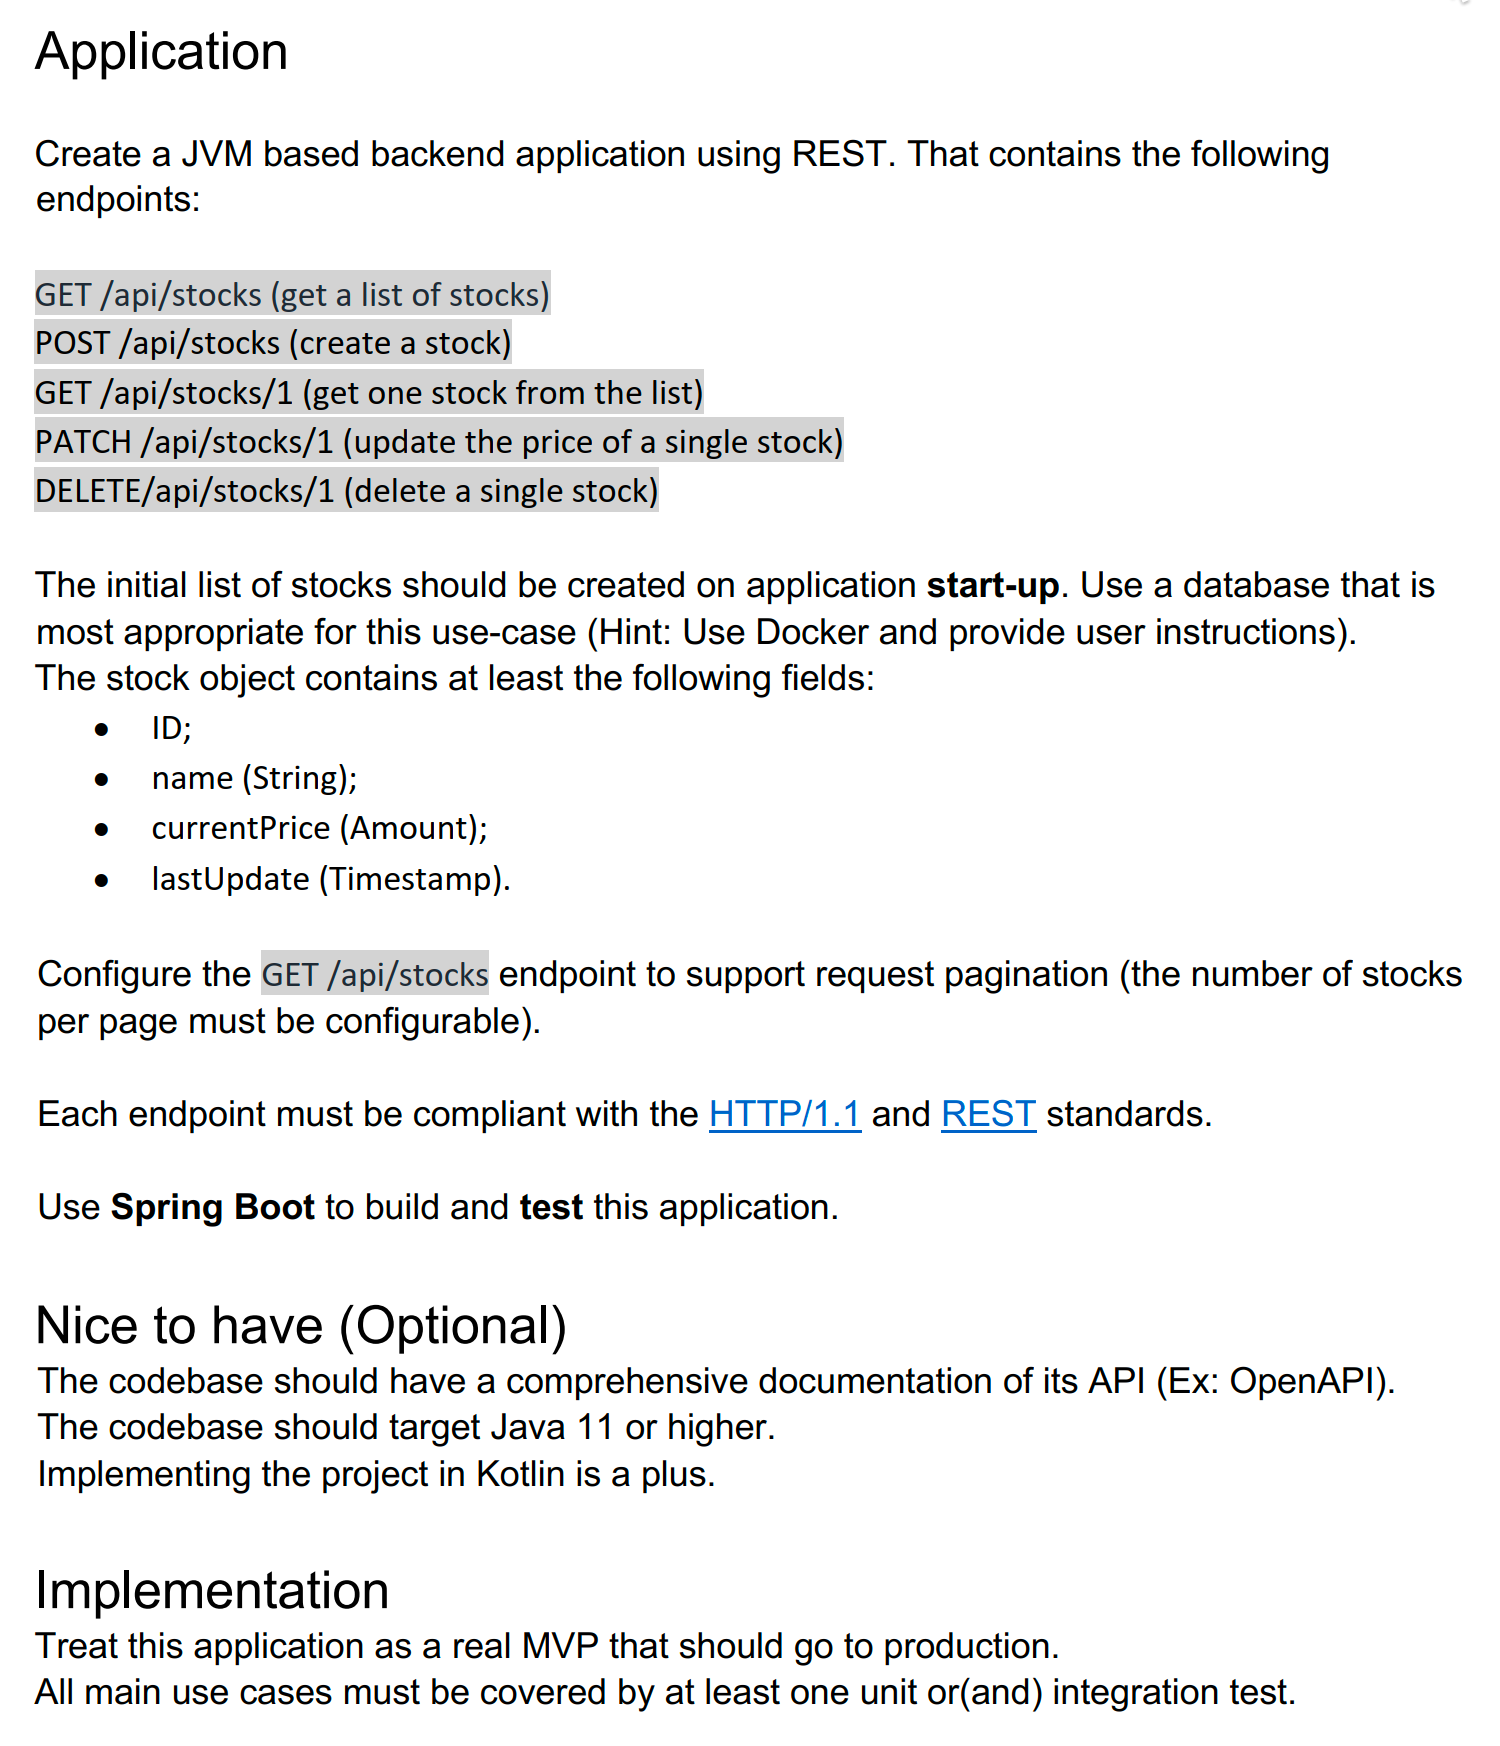 Application
Create a JVM based backend application using REST. That contains the following
endpoints:
GET /api/stocks (get a list of stocks)
POST /api/stocks (create a stock)
GET /api/stocks/1 (get one stock from the list)
PATCH /api/stocks/1 (update the price of a single stock)
DELETE/api/stocks/1 (delete a single stock)
The initial list of stocks should be created on application start-up. Use a database that is
most appropriate for this use-case (Hint: Use Docker and provide user instructions).
The stock object contains at least the following fields:
• ID;
• name (String);
• currentPrice (Amount);
• lastUpdate (Timestamp).
Configure the GET /api/stocks endpoint to support request pagination (the number of stocks
per page must be configurable).
Each endpoint must be compliant with the HTTP/1.1 and REST standards.
Use Spring Boot to build and test this application.
Nice to have (Optional)
The codebase should have a comprehensive documentation of its API (Ex: OpenAPI).
The codebase should target Java 11 or higher.
Implementing the project in Kotlin is a plus.
Implementation
Treat this application as a real MVP that should go to production.
All main use cases must be covered by at least one unit or(and) integration test.